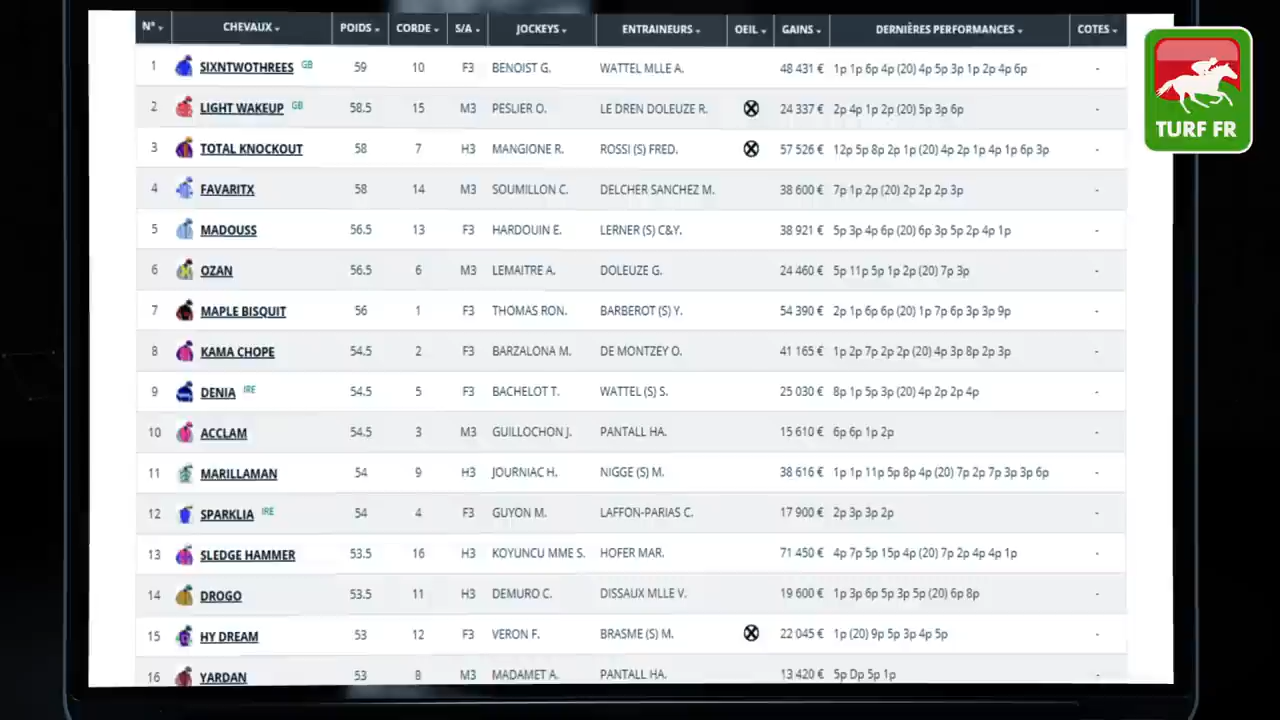 N° CHEVAUX POIDS CORDE S/A JOCKEYS ENTRAINEURS OEIL GAINS DERNIÈRES PERFORMANCES COTES
1 SIXNTWOTHREES GB 59 10 F3 BENOIST G. WATTEL MLLE A. 48 431 € 1p 1p 6p 4p (20) 4p 5p 3p 1p 2p 4p 6p -
2 LIGHT WAKEUP GB 58.5 15 M3 PESLIER O. LE DREN DOLEUZE R. 24 337 € 2p 4p 1p 2p (20) 5p 3p 6p -
3 TOTAL KNOCKOUT 58 7 H3 MANGIONE R. ROSSI (S) FRED. 57 526 € 12p 5p 8p 2p 1p (20) 4p 2p 1p 4p 1p 6p 3p -
4 FAVARITX 58 14 M3 SOUMILLON C. DELCHER SANCHEZ M. 38 600 € 7p 1p 2p (20) 2p 2p 2p 3p -
5 MADOUSS 56.5 13 F3 HARDOUIN E. LERNER (S) C&Y. 38 921 € 5p 3p 4p 6p (20) 6p 3p 5p 2p 4p 1p -
6 OZAN 56.5 6 M3 LEMAITRE A. DOLEUZE G. 24 460 € 5p 11p 5p 1p 2p (20) 7p 3p -
7 MAPLE BISQUIT 56 1 F3 THOMAS RON. BARBEROT (S) Y. 54 390 € 2p 1p 6p 6p (20) 1p 7p 6p 3p 3p 9p -
8 KAMA CHOPE 54.5 2 F3 BARZALONA M. DE MONTZEY O. 41 165 € 1p 2p 7p 2p 2p (20) 4p 3p 8p 2p 3p -
9 DENIA IRE 54.5 5 F3 BACHELOT T. WATTEL (S) S. 25 030 € 8p 1p 5p 3p (20) 4p 2p 2p 4p -
10 ACCLAM 54.5 3 M3 GUILLOCHON J. PANTALL HA. 15 610 € 6p 6p 1p 2p -
11 MARILLAMAN 54 9 H3 JOURNIAC H. NIGGE (S) M. 38 616 € 1p 1p 11p 5p 8p 4p (20) 7p 2p 7p 3p 3p 6p -
12 SPARKLIA IRE 54 4 F3 GUYON M. LAFFON-PARIAS C. 17 900 € 2p 3p 3p 2p -
13 SLEDGE HAMMER 53.5 16 H3 KOYUNCU MME S. HOFER MAR. 71 450 € 4p 7p 5p 15p 4p (20) 7p 2p 4p 4p 1p -
14 DROGO 53.5 11 H3 DEMURO C. DISSAUX MLLE V. 19 600 € 1p 3p 6p 5p 3p 5p (20) 6p 8p -
15 HY DREAM 53 12 F3 VERON F. BRASME (S) M. 22 045 € 1p (20) 9p 5p 3p 4p 5p -
16 YARDAN 53 8 M3 MADAMET A. PANTALL HA. 13 420 € 5p Dp 5p 1p -
TURF FR